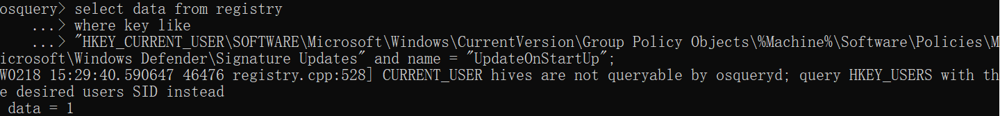 osquery> select data from registry
    ...> where key like
    ...> "HKEY_CURRENT_USER\SOFTWARE\Microsoft\Windows\CurrentVersion\Group Policy Objects\%Machine%\Software\Policies\M
icrosoft\Windows Defender\Signature Updates" and name = "UpdateOnStartUp";
W0218 15:29:40.590647 46476 registry.cpp:528] CURRENT_USER hives are not queryable by osqueryd; query HKEY_USERS with th
e desired users SID instead
 data = 1